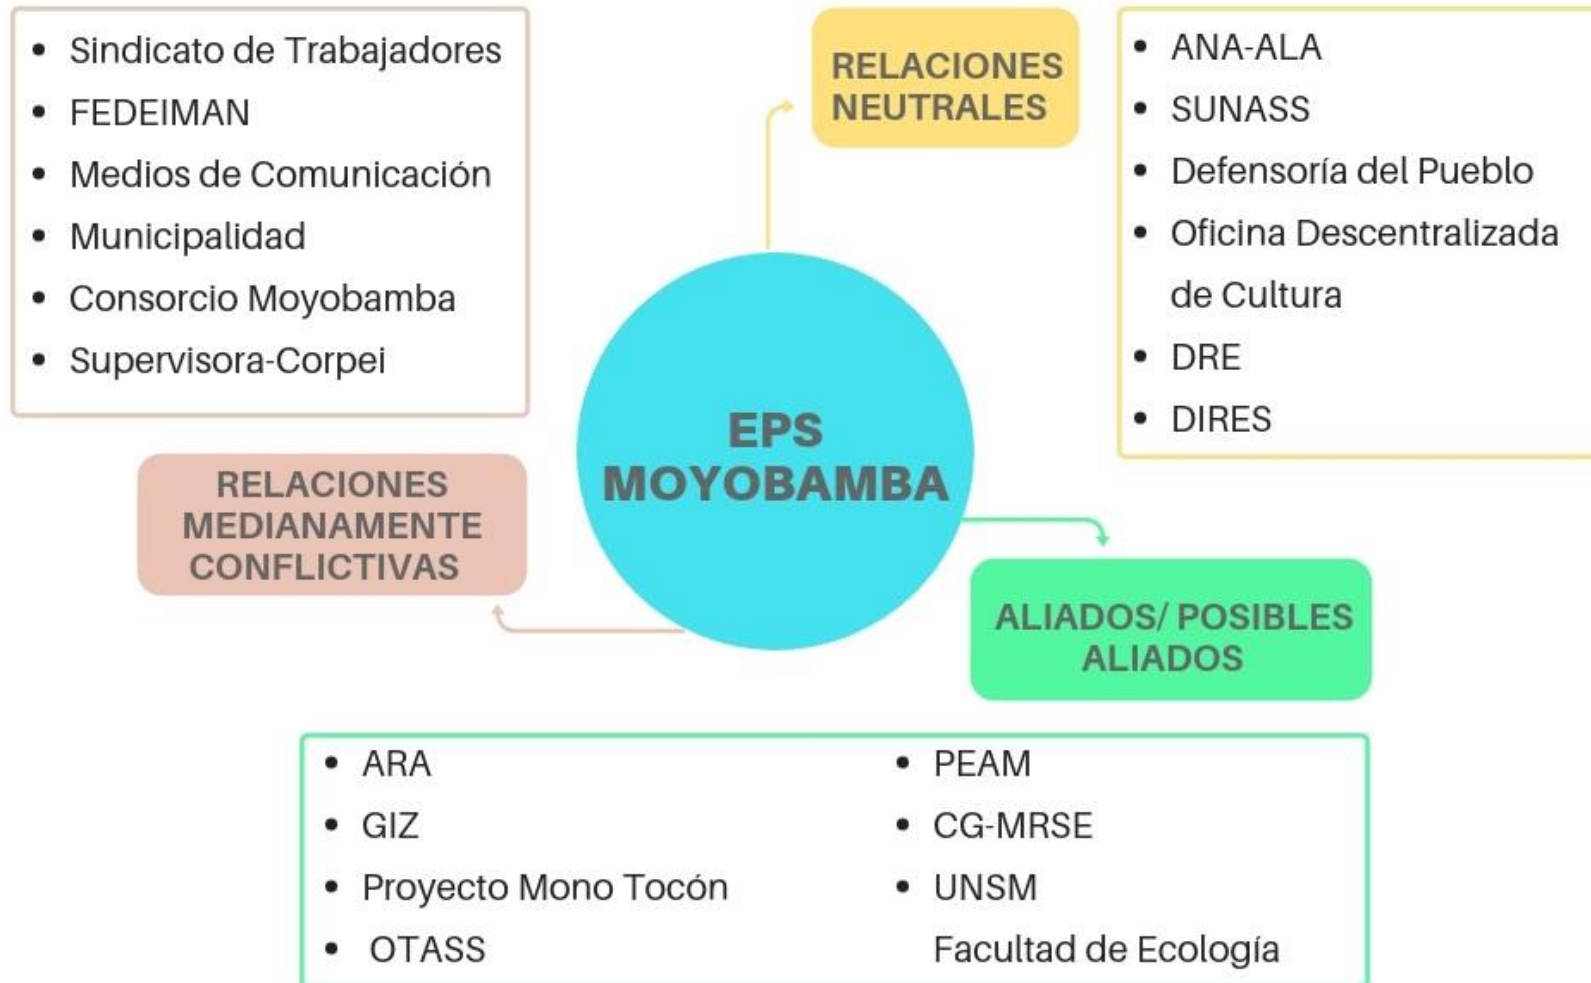 • Sindicato de Trabajadores
• FEDEIMAN
• Medios de Comunicación
• Municipalidad
• Consorcio Moyobamba
• Supervisora-Corpei
RELACIONES
MEDIANAMENTE
CONFLICTIVAS
RELACIONES
NEUTRALES
• ANA-ALA
• SUNASS
• Defensoría del Pueblo
• Oficina Descentralizada
de Cultura
• DRE
• DIRES
EPS
MOYOBAMBA
ALIADOS/ POSIBLES
ALIADOS
• ARA
• GIZ
• Proyecto Mono Tocón
• OTASS
• PEAM
• CG-MRSE
• UNSM
Facultad de Ecología